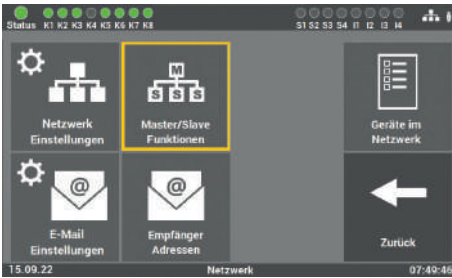 Status K1 K2 K3 K4 K5 K6 K7 K8 S1 S2 S3 S4 I1 I2 I3 I4
M
S S S
Netzwerk
Einstellungen
Master/Slave
Funktionen
Geräte im
Netzwerk
@
E-Mail
Einstellungen
@
Empfänger
Adressen
Zurück
15.09.22 Netzwerk 07:49:46